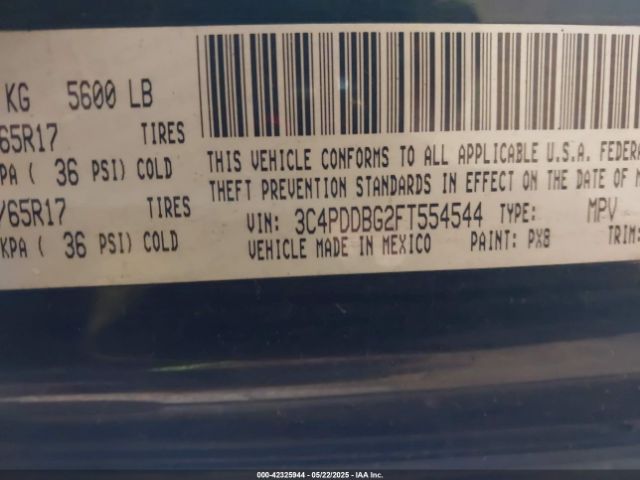 KG 5600 LB
65R17 TIRES
PA ( 36 PSI) COLD
/65R17 TIRES
KPA ( 36 PSI) COLD
THIS VEHICLE CONFORMS TO ALL APPLICABLE U.S.A. FEDERA
THEFT PREVENTION STANDARDS IN EFFECT ON THE DATE OF M
VIN: 3C4PDDBG2FT554544 TYPE: MPV
VEHICLE MADE IN MEXICO PAINT: PX8 TRIM:
000-42325944 - 05/22/2025 - IAA Inc.